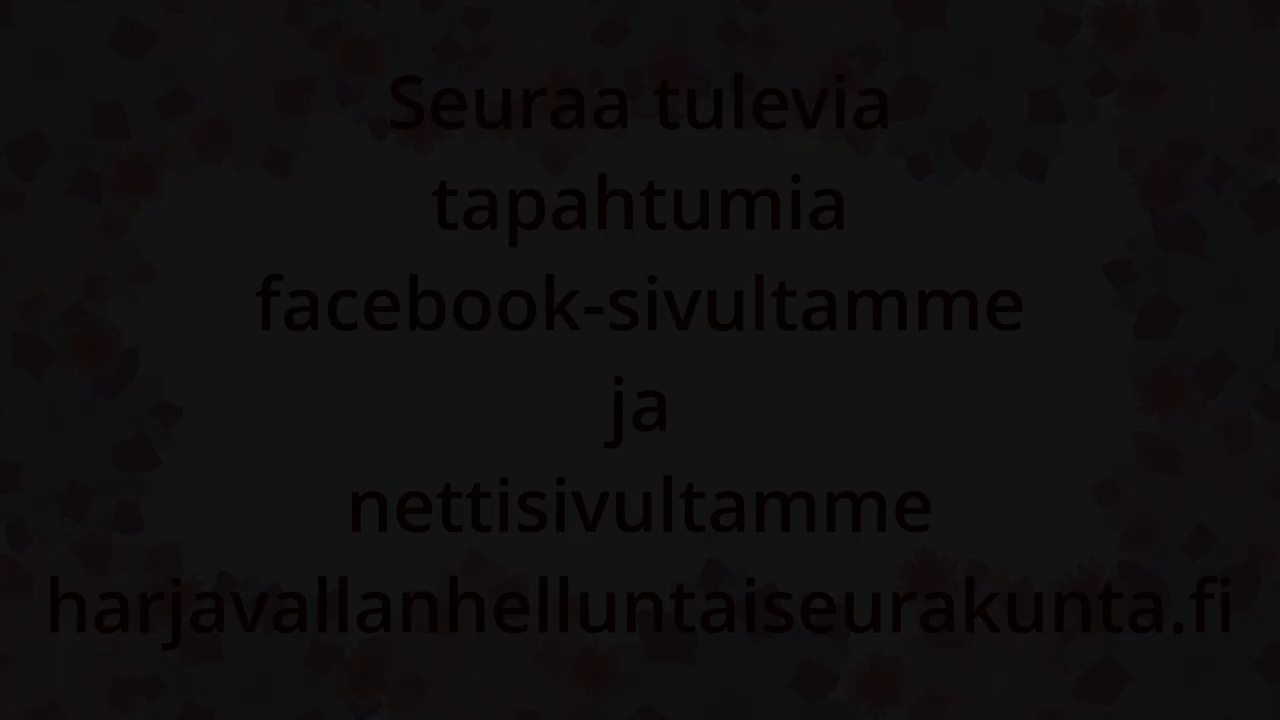 Seuraa tulevia
tapahtumia
facebook-sivultamme
ja
nettisivultamme
harjavallanhelluntaiseurakunta.fi